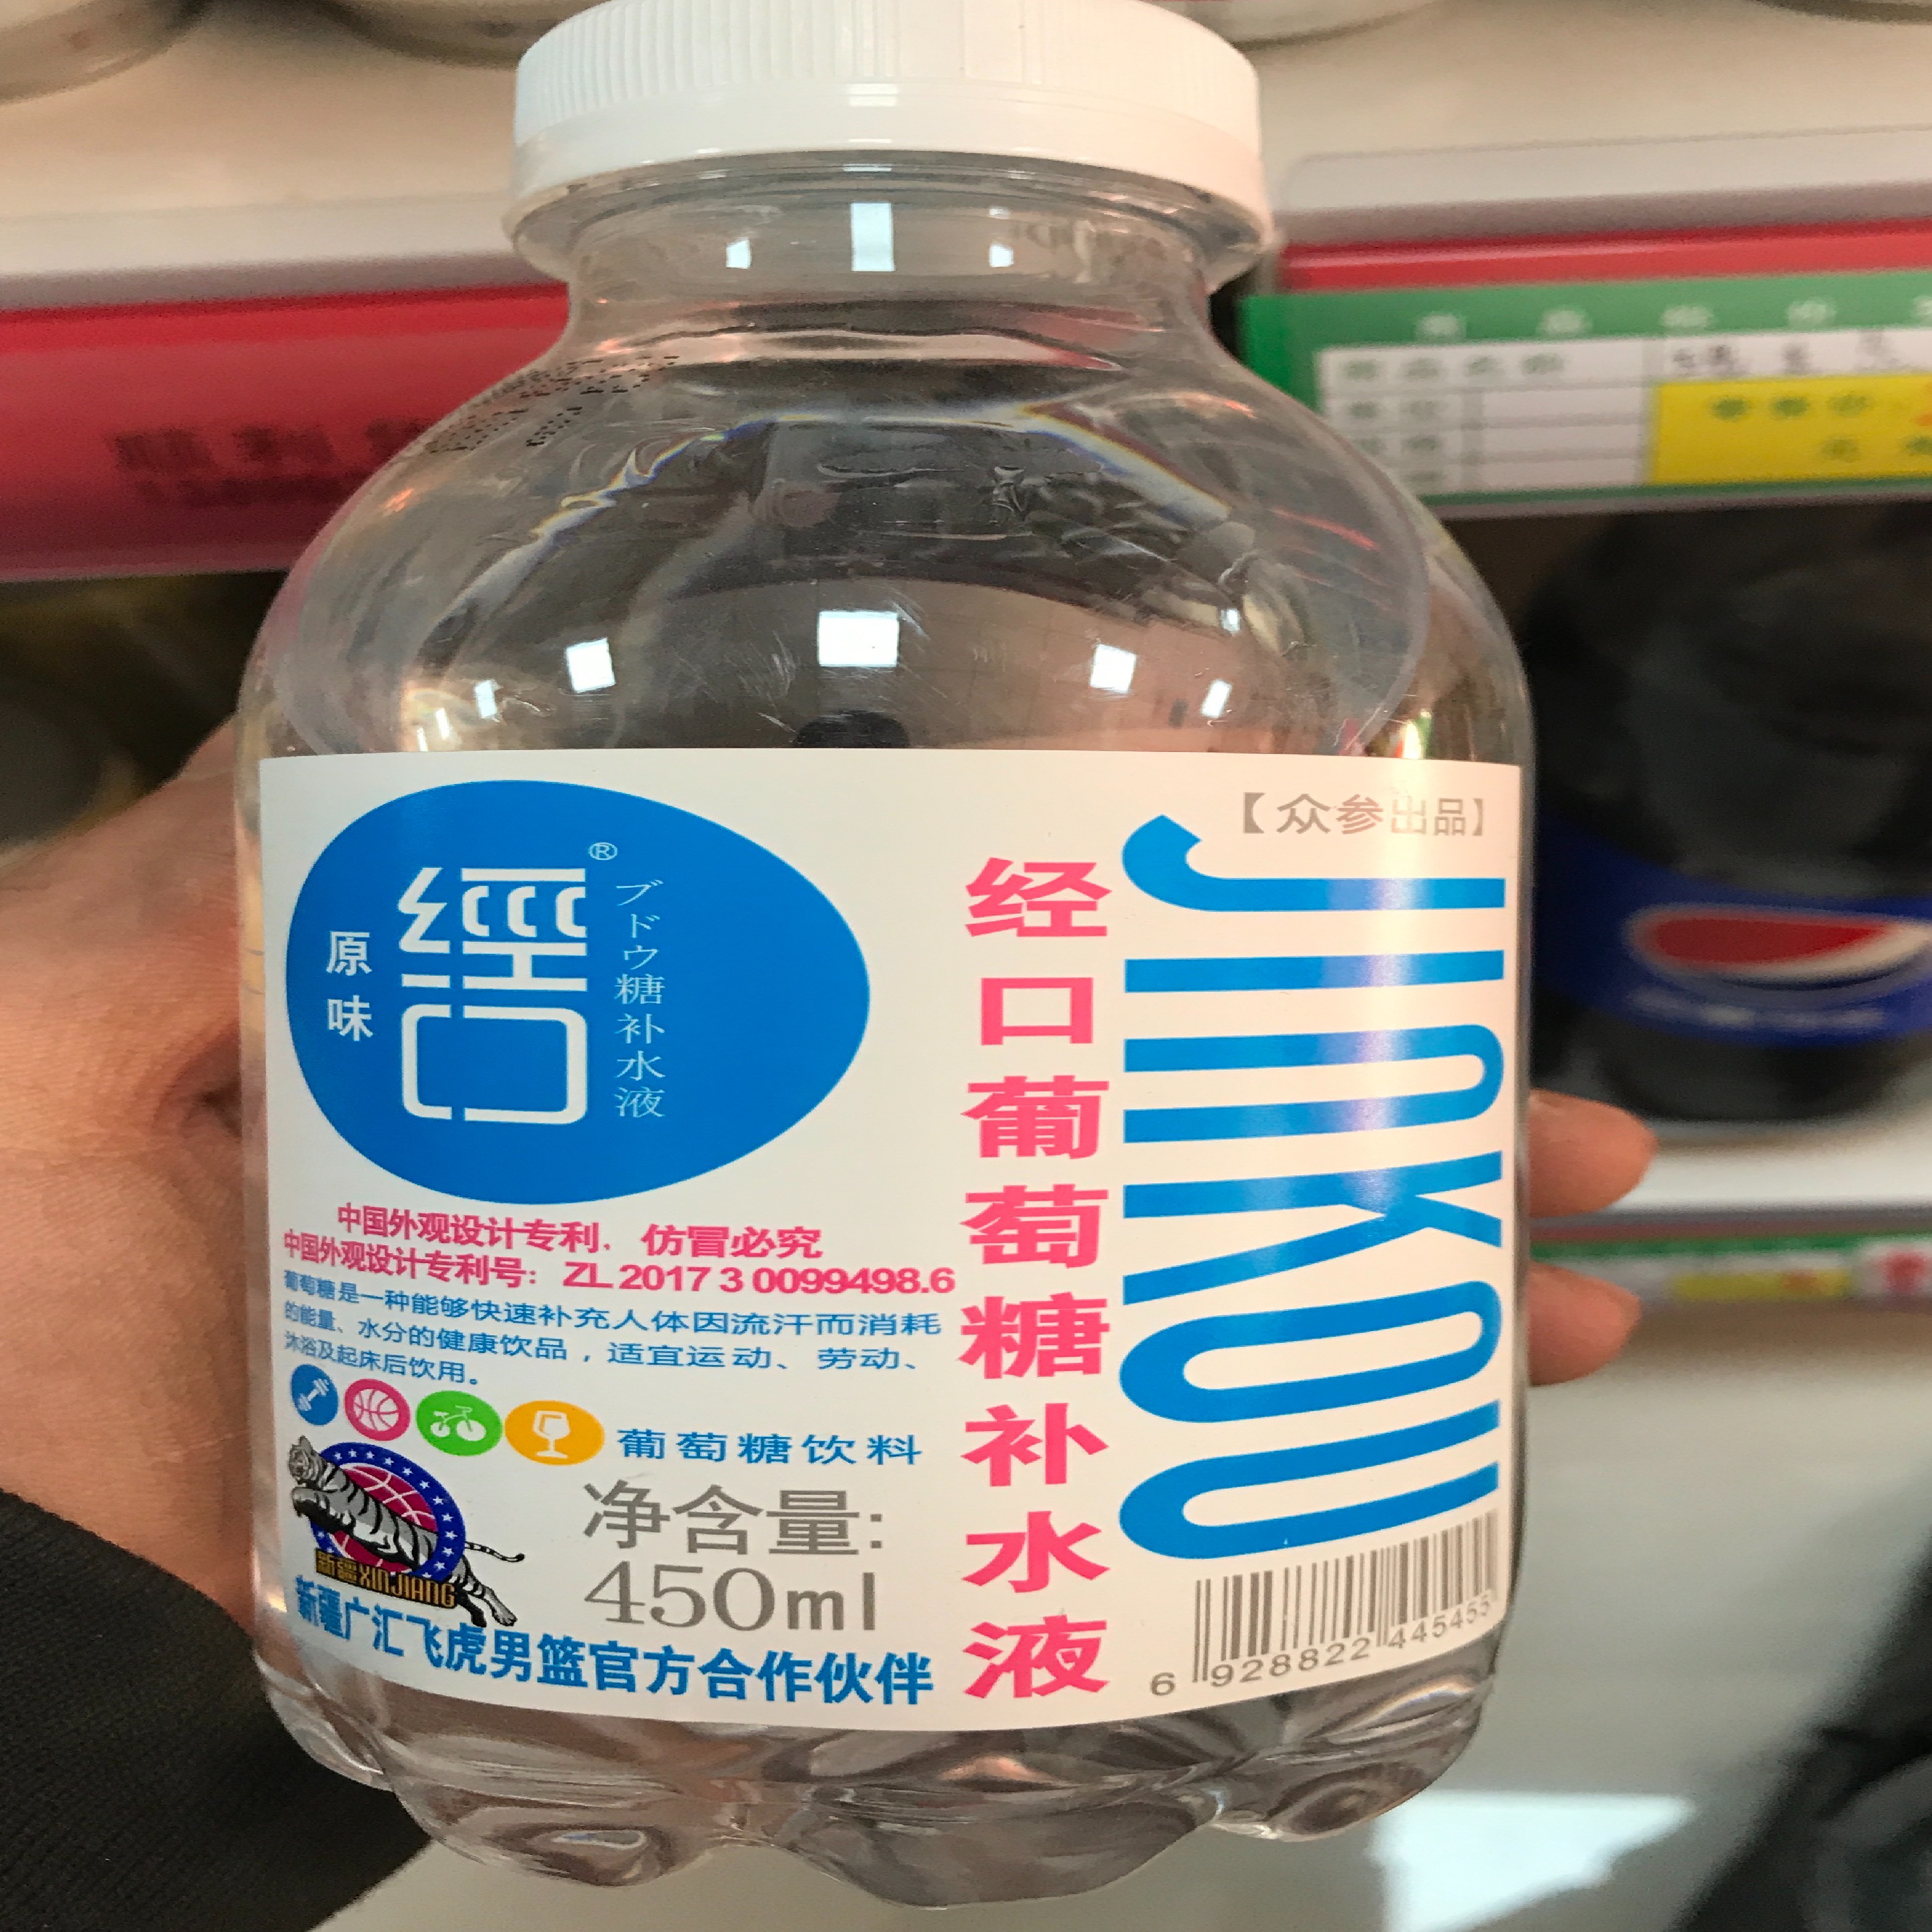 【众参出品】
JINKOU
经口葡萄糖补水液
原味
經口®
ブドウ糖补水液
中国外观设计专利，仿冒必究
中国外观设计专利号：ZL 2017 3 0099498.6
葡萄糖是一种能够快速补充人体因流汗而消耗
的能量、水分的健康饮品，适宜运动、劳动、
沐浴及起床后饮用。
葡萄糖饮料
净含量:
450ml
新疆XINJIANG
新疆广汇飞虎男篮官方合作伙伴
6 928822 445455